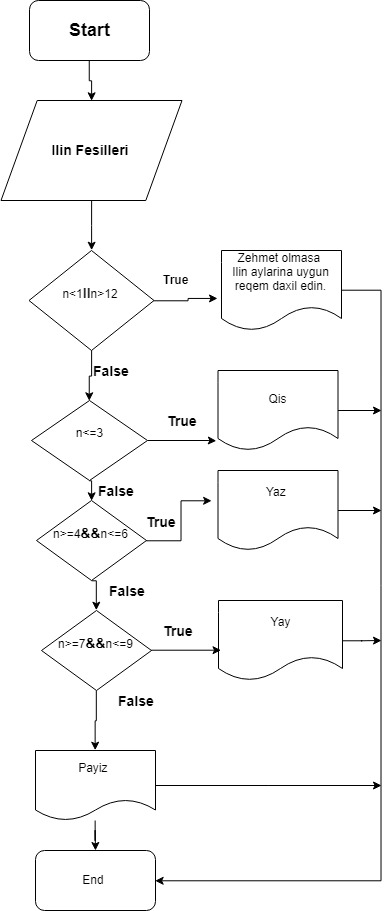 Start
Ilin Fesilleri
n<1||n>12
True
Zehmet olmasa
Ilin aylarina uygun
reqem daxil edin.
False
n<=3
True
Qis
False
n>=4&&n<=6
True
Yaz
False
n>=7&&n<=9
True
Yay
False
Payiz
End